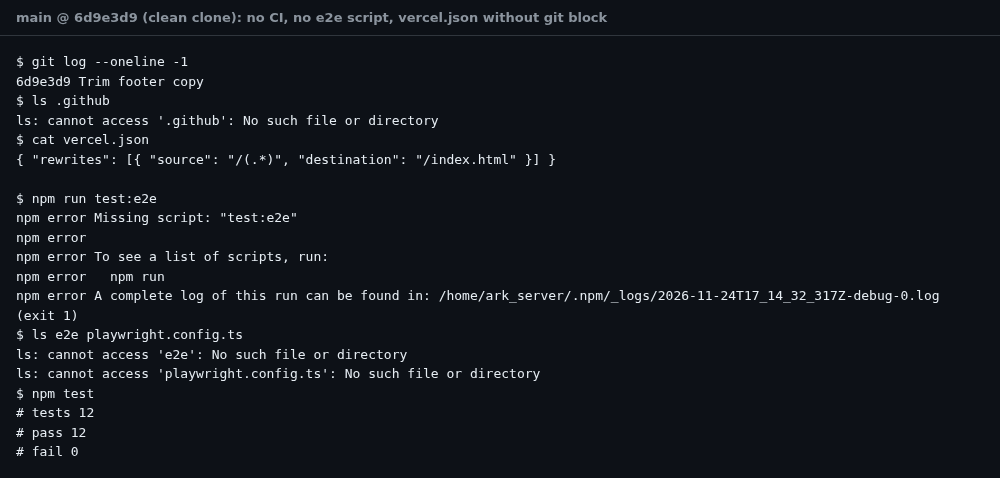 main @ 6d9e3d9 (clean clone): no CI, no e2e script, vercel.json without git block
$ git log --oneline -1
6d9e3d9 Trim footer copy
$ ls .github
ls: cannot access '.github': No such file or directory
$ cat vercel.json
{ "rewrites": [{ "source": "/(.*)", "destination": "/index.html" }] }
$ npm run test:e2e
npm error Missing script: "test:e2e"
npm error
npm error To see a list of scripts, run:
npm error   npm run
npm error A complete log of this run can be found in: /home/ark_server/.npm/_logs/2026-11-24T17_14_32_317Z-debug-0.log
(exit 1)
$ ls e2e playwright.config.ts
ls: cannot access 'e2e': No such file or directory
ls: cannot access 'playwright.config.ts': No such file or directory
$ npm test
# tests 12
# pass 12
# fail 0